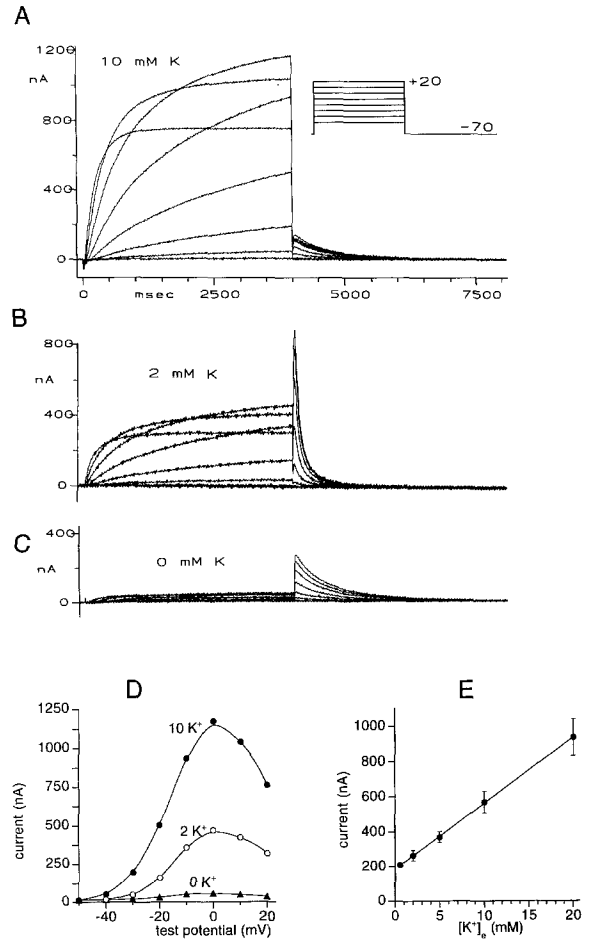 A
1200
nA
800
400
0
10 mM K
+20
-70
0
msec
2500
5000
7500
B
800
nA
400
0
2 mM K
C
400
nA
0
0 mM K
D
current (nA)
1250
1000
750
500
250
0
10 K+
2 K+
0 K+
-40
-20
0
20
test potential (mV)
E
current (nA)
1000
800
600
400
200
0
0
5
10
15
20
[K+]e (mM)